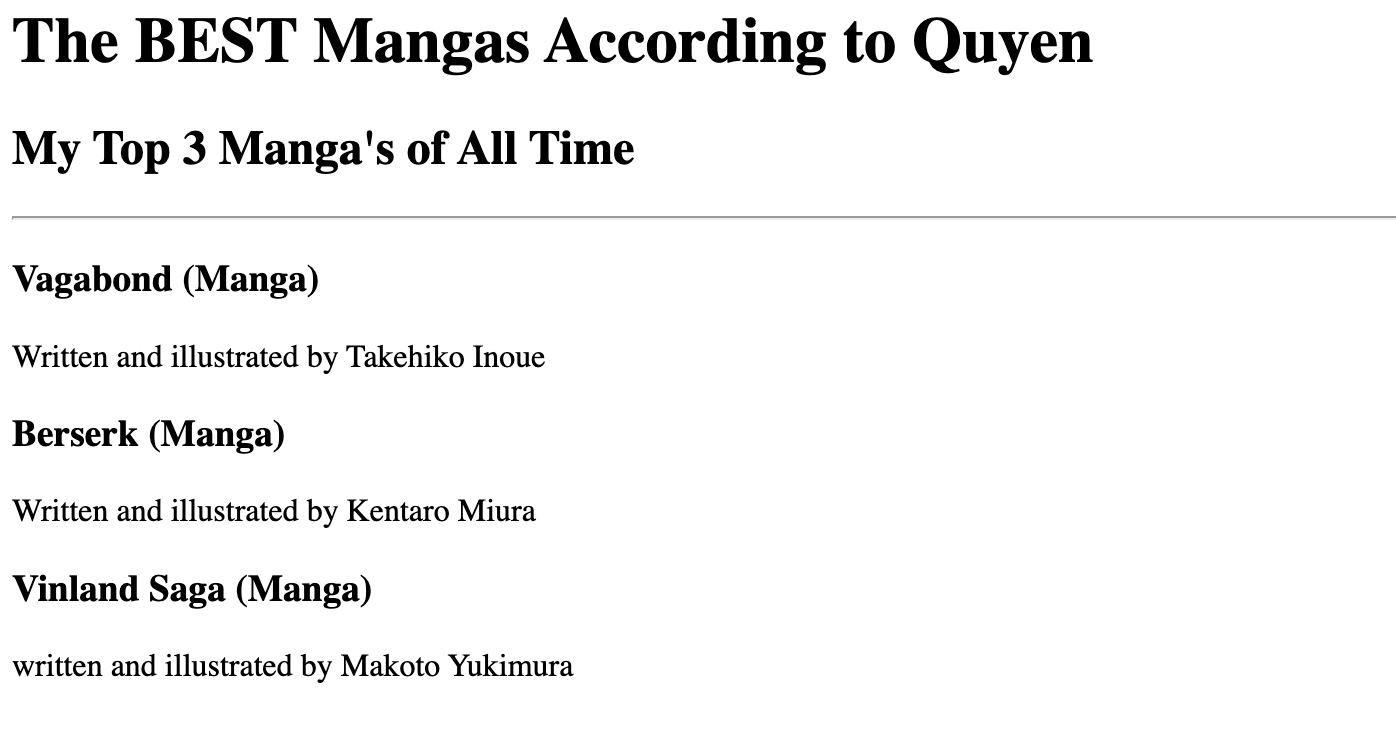 The BEST Mangas According to Quyen
My Top 3 Manga's of All Time
Vagabond (Manga)
Written and illustrated by Takehiko Inoue
Berserk (Manga)
Written and illustrated by Kentaro Miura
Vinland Saga (Manga)
written and illustrated by Makoto Yukimura